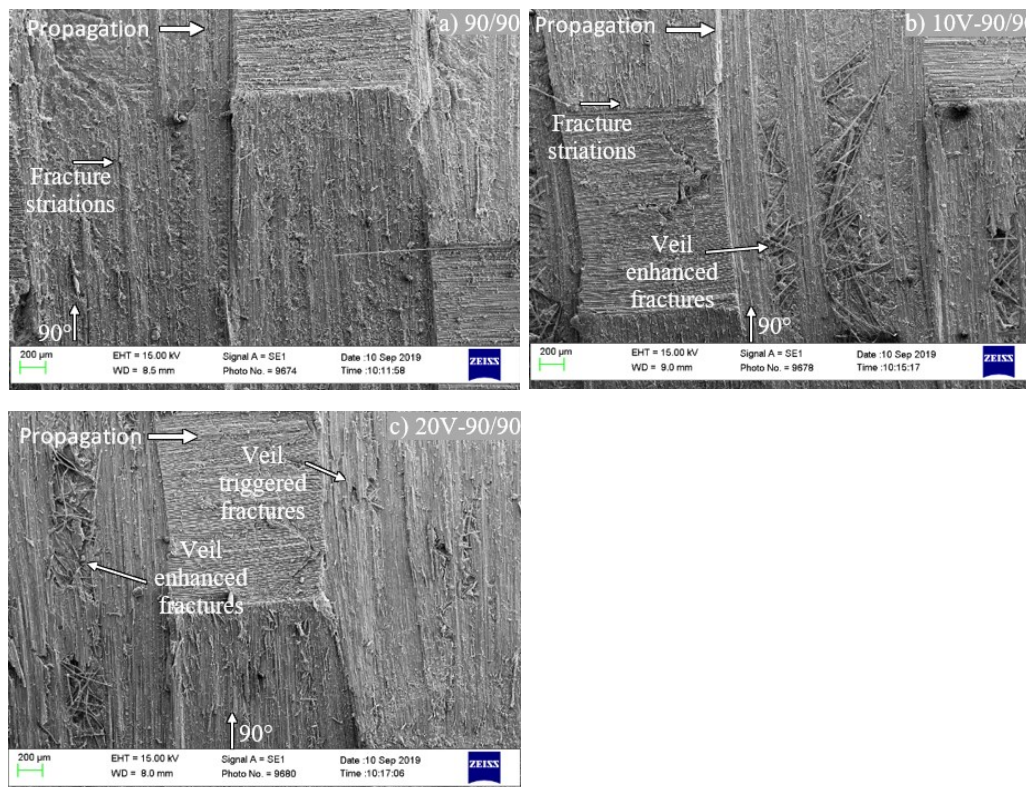 Propagation
a) 90/90
Fracture
striations
90°
200 µm
EHT = 15.00 kV
WD = 8.5 mm
Signal A = SE1
Photo No. = 9674
Date :10 Sep 2019
Time :10:11:58
ZEISS
Propagation
b) 10V-90/90
Fracture
striations
Veil
enhanced
fractures
90°
200 µm
EHT = 15.00 kV
WD = 9.0 mm
Signal A = SE1
Photo No. = 9678
Date :10 Sep 2019
Time :10:15:17
ZEISS
Propagation
c) 20V-90/90
Veil
triggered
fractures
Veil
enhanced
fractures
90°
200 µm
EHT = 15.00 kV
WD = 8.0 mm
Signal A = SE1
Photo No. = 9680
Date :10 Sep 2019
Time :10:17:06
ZEISS